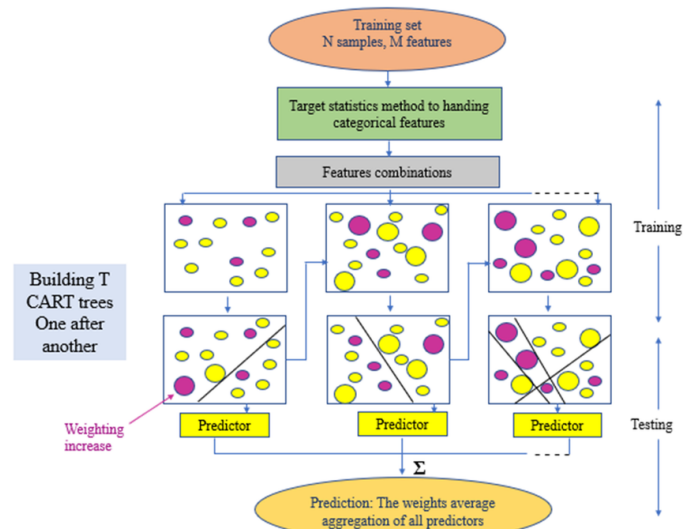 Training set
N samples, M features
Target statistics method to handing
categorical features
Features combinations
Training
Building T
CART trees
One after
another
Weighting
increase
Predictor
Predictor
Predictor
Testing
Σ
Prediction: The weights average
aggregation of all predictors